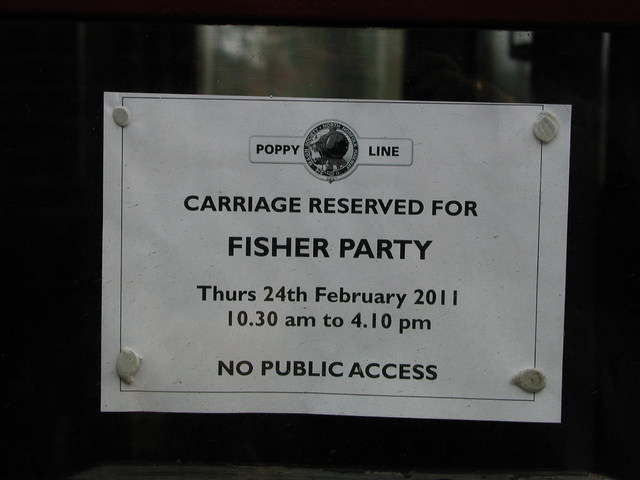 POPPY LINE
CARRIAGE RESERVED FOR
FISHER PARTY
Thurs 24th February 2011
10.30 am to 4.10 pm
NO PUBLIC ACCESS